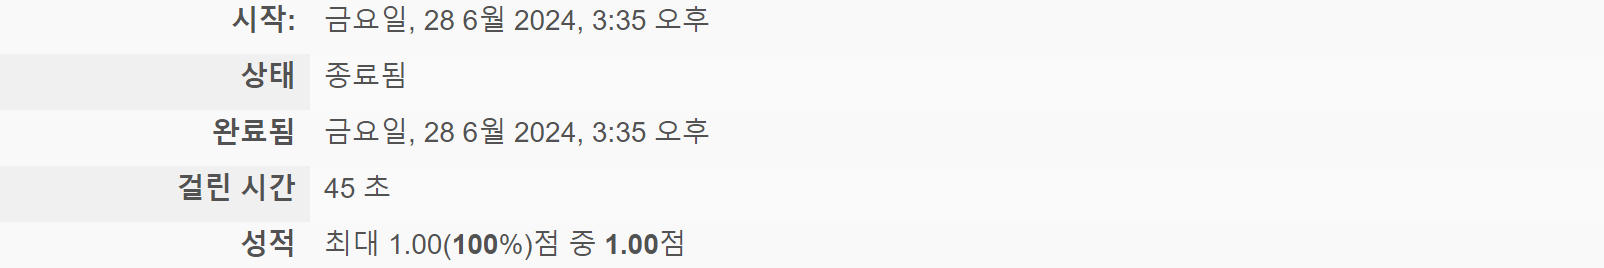 시작: 금요일, 28 6월 2024, 3:35 오후
상태 종료됨
완료됨 금요일, 28 6월 2024, 3:35 오후
걸린 시간 45 초
성적 최대 1.00(100%)점 중 1.00점